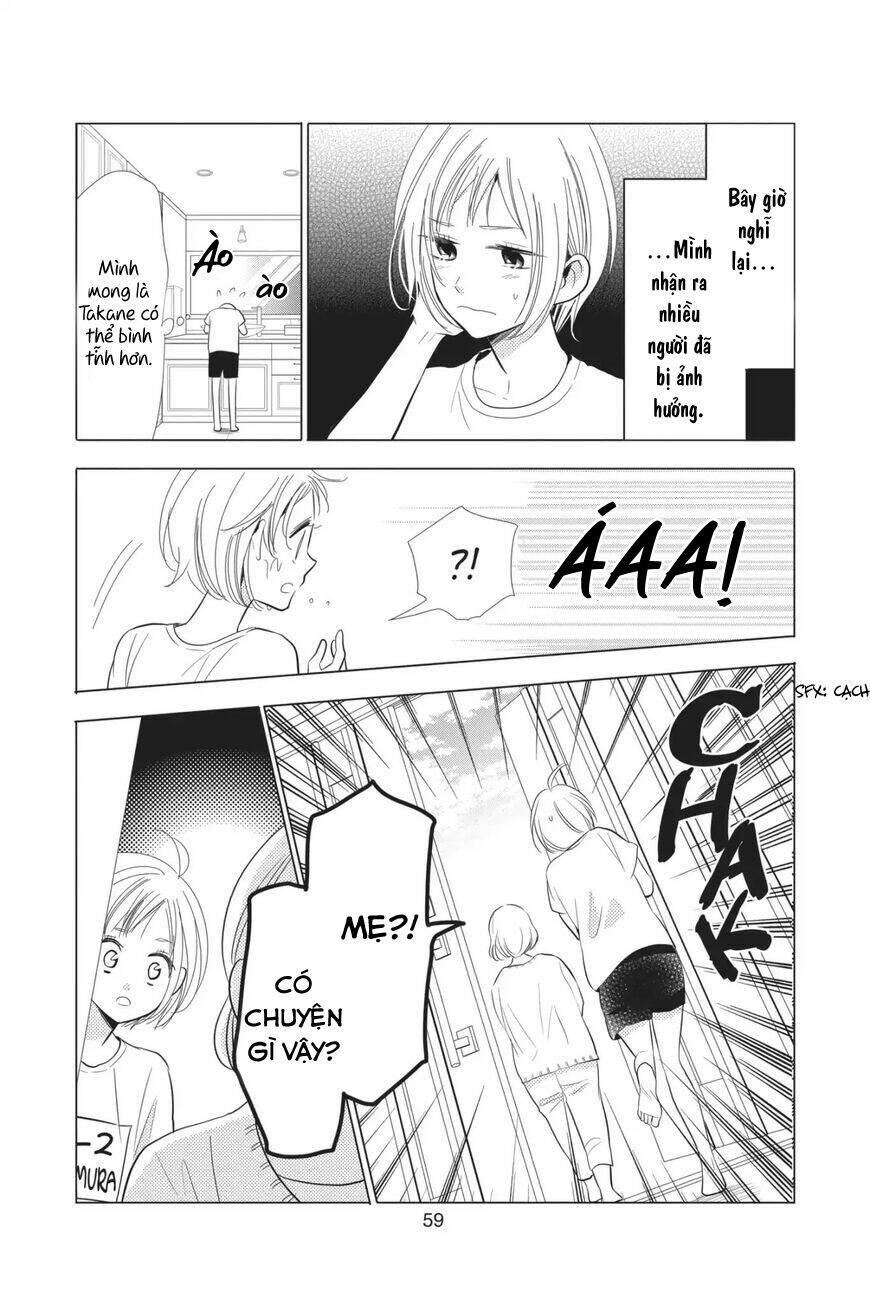 Bây giờ
nghĩ
lại...
...Mình
nhận ra
nhiều
người đã
bị ảnh
hưởng.
Ào
ào
Mình
mong là
Takane có
thể bình
tĩnh hơn.
ÁAA!
?!
SFX: CẠCH
CHAK
MẸ?!
CÓ
CHUYỆN
GÌ VẬY?
-2
MURA
59